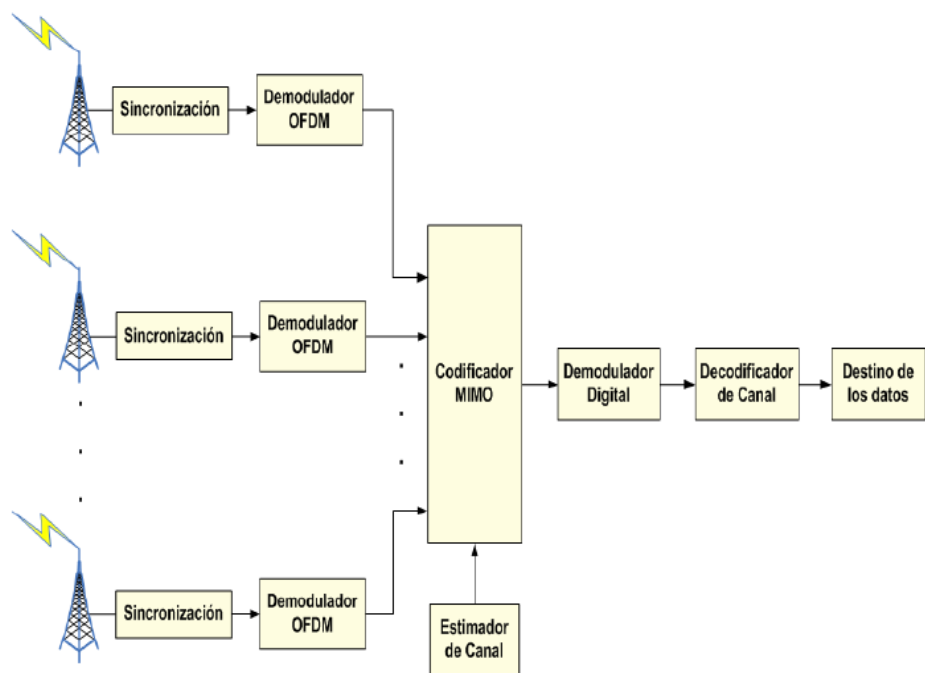 Sincronización
Demodulador
OFDM
Sincronización
Demodulador
OFDM
Codificador
MIMO
Demodulador
Digital
Decodificador
de Canal
Destino de
los datos
Sincronización
Demodulador
OFDM
Estimador
de Canal